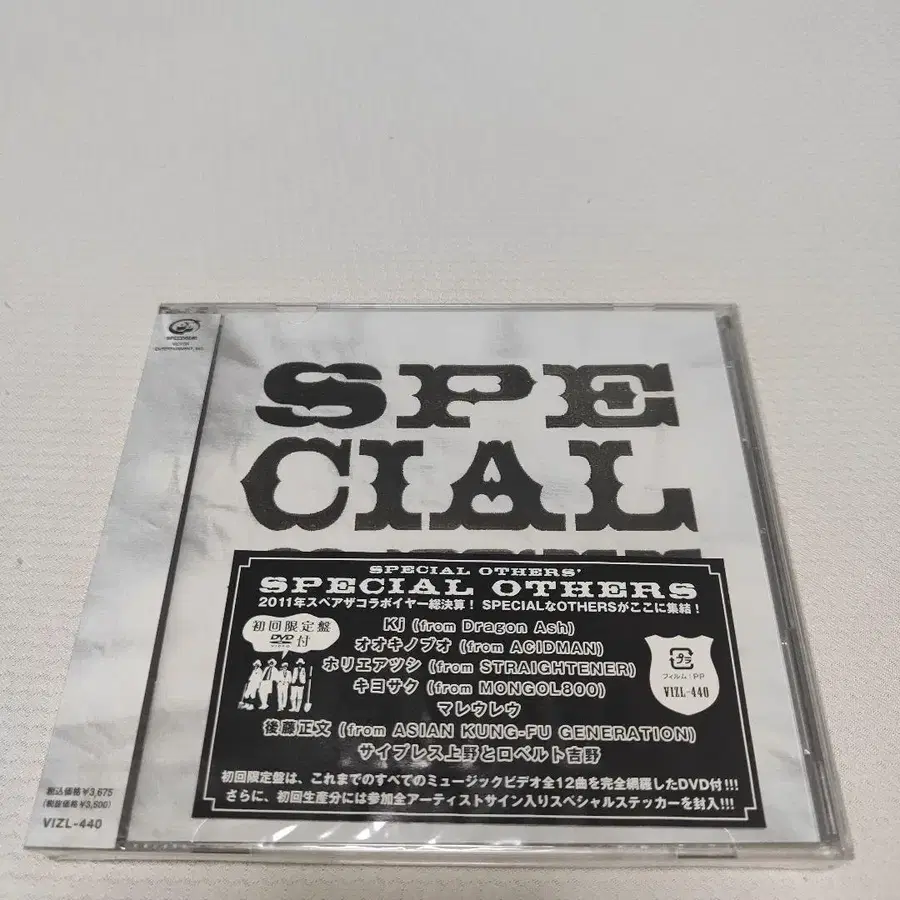 SPEEDSTAR
VICTOR
ENTERTAINMENT, INC.
SPE
CIAL
SPECIAL OTHERS'
SPECIAL OTHERS
2011年スペアザコラボイヤー総決算! SPECIALなOTHERSがここに集結!
初回限定盤
DVD付
VIDEO
Kj (from Dragon Ash)
オオキノブオ (from ACIDMAN)
ホリエアツシ (from STRAIGHTENER)
キヨサク (from MONGOL800)
マレウレウ
後藤正文 (from ASIAN KUNG-FU GENERATION)
サイプレス上野とロベルト吉野
プラ
フィルム:PP
VIZL-440
初回限定盤は、これまでのすべてのミュージックビデオ全12曲を完全網羅したDVD付!!!
さらに、初回生産分には参加全アーティストサイン入りスペシャルステッカーを封入!!!
税込価格¥3,675
(税抜価格¥3,500)
VIZL-440